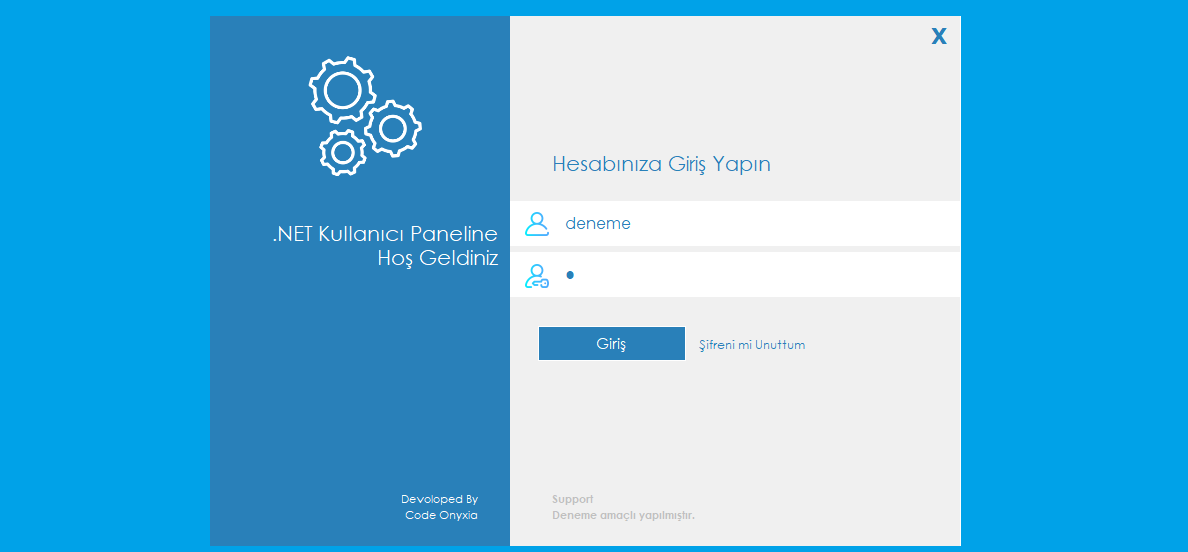 .NET Kullanıcı Paneline
Hoş Geldiniz
Devoloped By
Code Onyxia
X
Hesabınıza Giriş Yapın
deneme
●
Giriş
Şifreni mi Unuttum
Support
Deneme amaçlı yapılmıştır.